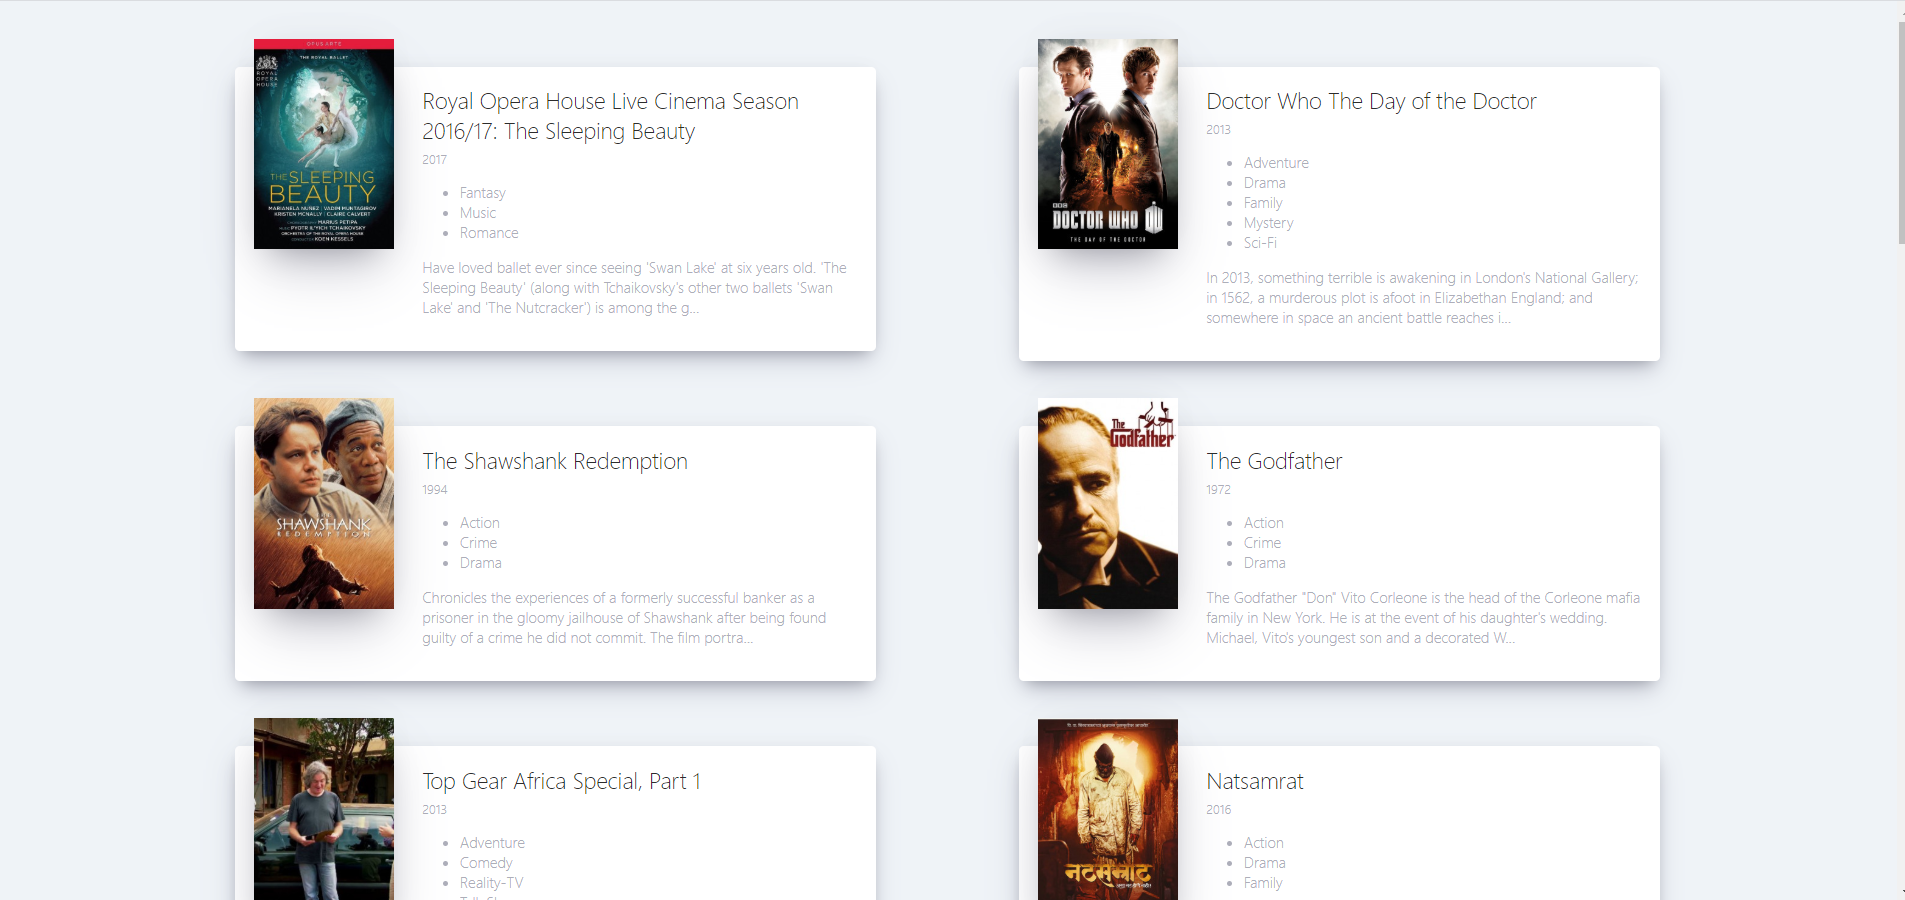 OPUS ARTE
THE ROYAL BALLET
ROYAL
OPERA
HOUSE
THE SLEEPING
BEAUTY
MARIANELA NUÑEZ | VADIM MUNTAGIROV
KRISTEN MCNALLY | CLAIRE CALVERT
CHOREOGRAPHY MARIUS PETIPA
MUSIC PYOTR IL'YICH TCHAIKOVSKY
ORCHESTRA OF THE ROYAL OPERA HOUSE
CONDUCTOR KOEN KESSELS
Royal Opera House Live Cinema Season
2016/17: The Sleeping Beauty
2017
Fantasy
Music
Romance
Have loved ballet ever since seeing 'Swan Lake' at six years old. 'The
Sleeping Beauty' (along with Tchaikovsky's other two ballets 'Swan
Lake' and 'The Nutcracker') is among the g...
BBC
DOCTOR WHO
THE DAY OF THE DOCTOR
Doctor Who The Day of the Doctor
2013
Adventure
Drama
Family
Mystery
Sci-Fi
In 2013, something terrible is awakening in London's National Gallery;
in 1562, a murderous plot is afoot in Elizabethan England; and
somewhere in space an ancient battle reaches i...
THE
SHAWSHANK
REDEMPTION
The Shawshank Redemption
1994
Action
Crime
Drama
Chronicles the experiences of a formerly successful banker as a
prisoner in the gloomy jailhouse of Shawshank after being found
guilty of a crime he did not commit. The film portra...
The
Godfather
The Godfather
1972
Action
Crime
Drama
The Godfather "Don" Vito Corleone is the head of the Corleone mafia
family in New York. He is at the event of his daughter's wedding.
Michael, Vito's youngest son and a decorated W...
Top Gear Africa Special, Part 1
2013
Adventure
Comedy
Reality-TV
नटसम्राट
Natsamrat
2016
Action
Drama
Family